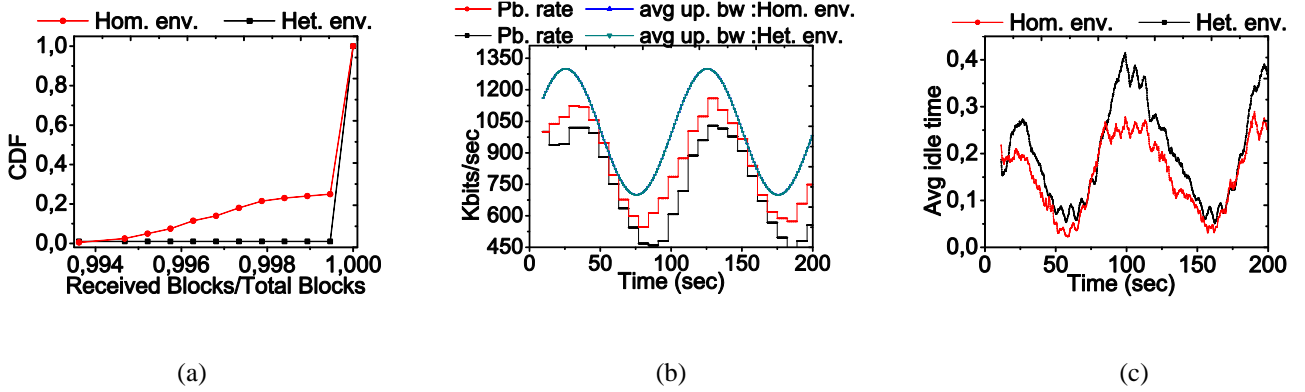 Hom. env. Het. env.
1,0
0,8
0,6
0,4
0,2
0,0
CDF
0,994 0,996 0,998 1,000
Received Blocks/Total Blocks
(a)
Pb. rate avg up. bw :Hom. env.
Pb. rate avg up. bw :Het. env.
1350
1200
1050
900
750
600
450
Kbits/sec
0 50 100 150 200
Time (sec)
(b)
Hom. env. Het. env.
0,4
0,3
0,2
0,1
0,0
Avg idle time
0 50 100 150 200
Time (sec)
(c)